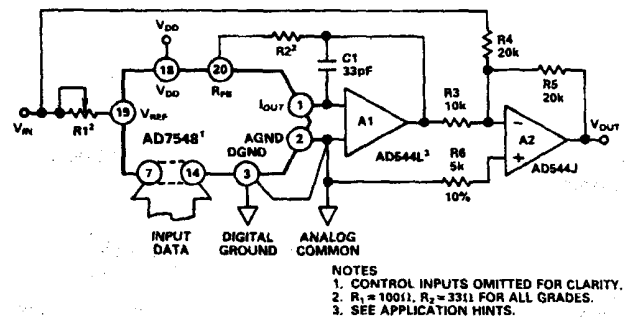 R4
20k
VDD
R2²
C1
33pF
R5
20k
18
VDD
20
RFB
R3
10k
IOUT
1
A1
VIN
R1²
19
VREF
AD7548¹
AGND
2
DGND
AD544L³
R6
5k
10%
−
A2
+
VOUT
AD544J
7
14
3
INPUT
DATA
DIGITAL
GROUND
ANALOG
COMMON
NOTES
1. CONTROL INPUTS OMITTED FOR CLARITY.
2. R₁ = 100Ω, R₂ = 33Ω FOR ALL GRADES.
3. SEE APPLICATION HINTS.